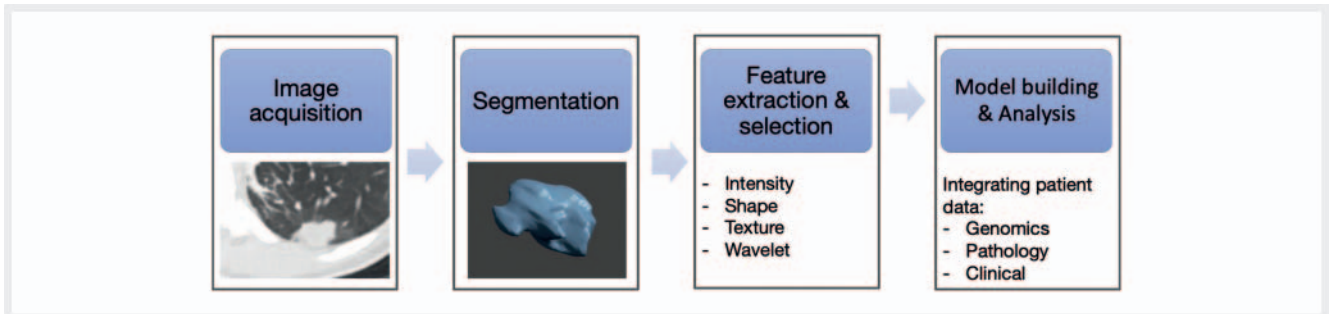 Image
acquisition
Segmentation
Feature
extraction &
selection
- Intensity
- Shape
- Texture
- Wavelet
Model building
& Analysis
Integrating patient
data:
- Genomics
- Pathology
- Clinical